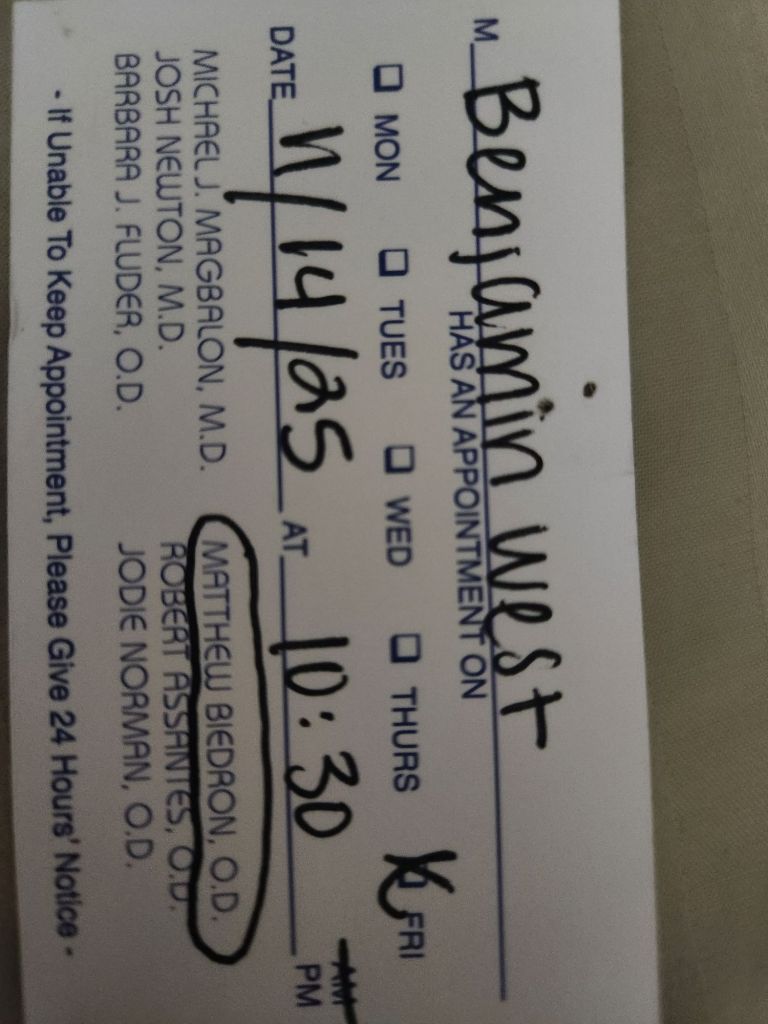 M Benjamin West
HAS AN APPOINTMENT ON
☐ MON ☐ TUES ☐ WED ☐ THURS ☒ FRI
DATE 11/14/25 AT 10:30 AM PM
MICHAEL J. MAGBALON, M.D. MATTHEW BIEDRON, O.D.
JOSH NEWTON, M.D. ROBERT ASSANTES, O.D.
BARBARA J. FLUDER, O.D. JODIE NORMAN, O.D.
- If Unable To Keep Appointment, Please Give 24 Hours' Notice -